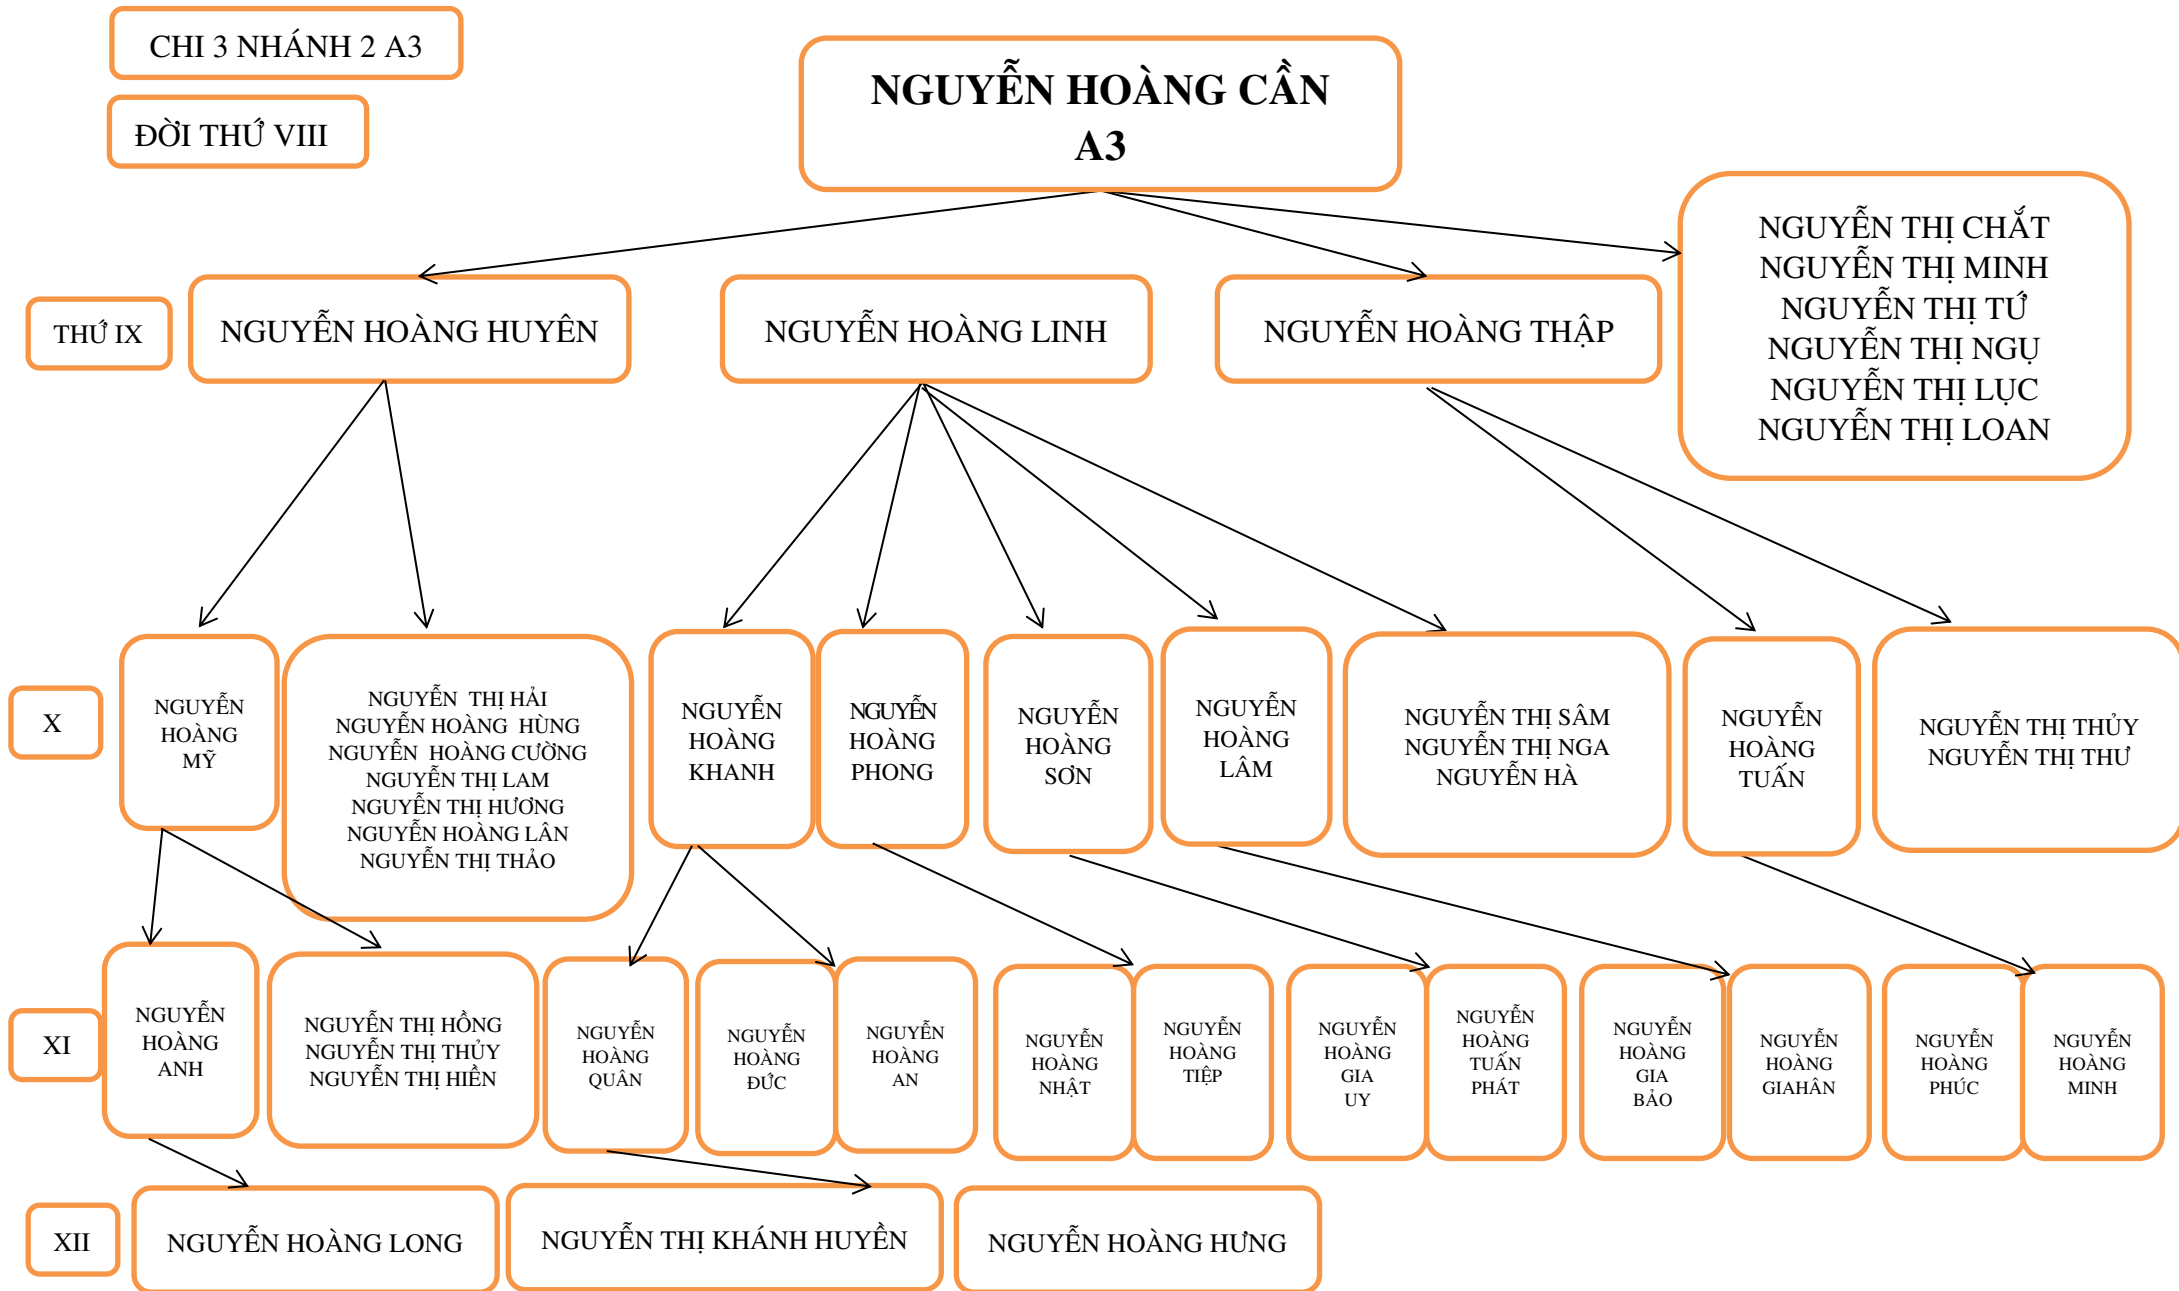 CHI 3 NHÁNH 2 A3
ĐỜI THỨ VIII
NGUYỄN HOÀNG CẦN
A3
NGUYỄN THỊ CHẮT
NGUYỄN THỊ MINH
NGUYỄN THỊ TỨ
NGUYỄN THỊ NGỤ
NGUYỄN THỊ LỤC
NGUYỄN THỊ LOAN
THỨ IX
NGUYỄN HOÀNG HUYÊN
NGUYỄN HOÀNG LINH
NGUYỄN HOÀNG THẬP
X
NGUYỄN
HOÀNG
MỸ
NGUYỄN THỊ HẢI
NGUYỄN HOÀNG HÙNG
NGUYỄN HOÀNG CƯỜNG
NGUYỄN THỊ LAM
NGUYỄN THỊ HƯƠNG
NGUYỄN HOÀNG LÂN
NGUYỄN THỊ THẢO
NGUYỄN
HOÀNG
KHANH
NGUYỄN
HOÀNG
PHONG
NGUYỄN
HOÀNG
SƠN
NGUYỄN
HOÀNG
LÂM
NGUYỄN THỊ SÂM
NGUYỄN THỊ NGA
NGUYỄN HÀ
NGUYỄN
HOÀNG
TUẤN
NGUYỄN THỊ THỦY
NGUYỄN THỊ THƯ
XI
NGUYỄN
HOÀNG
ANH
NGUYỄN THỊ HỒNG
NGUYỄN THỊ THỦY
NGUYỄN THỊ HIỀN
NGUYỄN
HOÀNG
QUÂN
NGUYỄN
HOÀNG
ĐỨC
NGUYỄN
HOÀNG
AN
NGUYỄN
HOÀNG
NHẬT
NGUYỄN
HOÀNG
TIỆP
NGUYỄN
HOÀNG
GIA
UY
NGUYỄN
HOÀNG
TUẤN
PHÁT
NGUYỄN
HOÀNG
GIA
BẢO
NGUYỄN
HOÀNG
GIAHÂN
NGUYỄN
HOÀNG
PHÚC
NGUYỄN
HOÀNG
MINH
XII
NGUYỄN HOÀNG LONG
NGUYỄN THỊ KHÁNH HUYỀN
NGUYỄN HOÀNG HƯNG